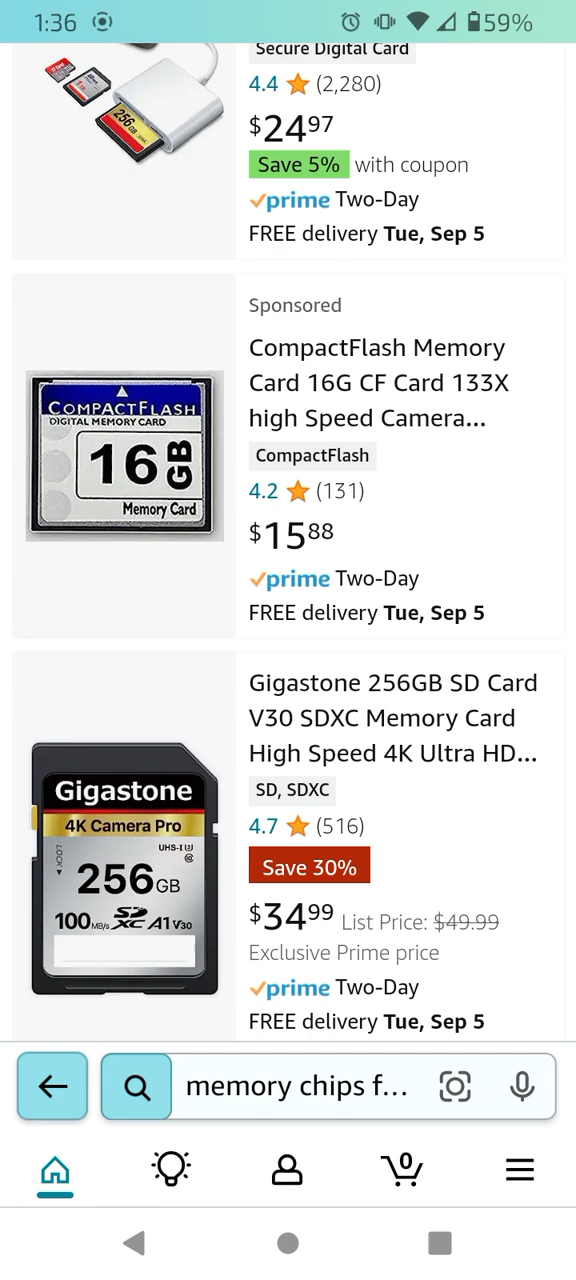 1:36
59%
Secure Digital Card
256GB
4.4 (2,280)
$24.97
Save 5% with coupon
prime Two-Day
FREE delivery Tue, Sep 5
Sponsored
CompactFlash Memory
Card 16G CF Card 133X
high Speed Camera...
COMPACTFLASH
DIGITAL MEMORY CARD
16 GB
Memory Card
CompactFlash
4.2 (131)
$15.88
prime Two-Day
FREE delivery Tue, Sep 5
Gigastone 256GB SD Card
V30 SDXC Memory Card
High Speed 4K Ultra HD...
Gigastone
4K Camera Pro
UHS-I
LOCK
256GB
100MB/s SDXC A1 V30
SD, SDXC
4.7 (516)
Save 30%
$34.99 List Price: $49.99
Exclusive Prime price
prime Two-Day
FREE delivery Tue, Sep 5
memory chips f...
0